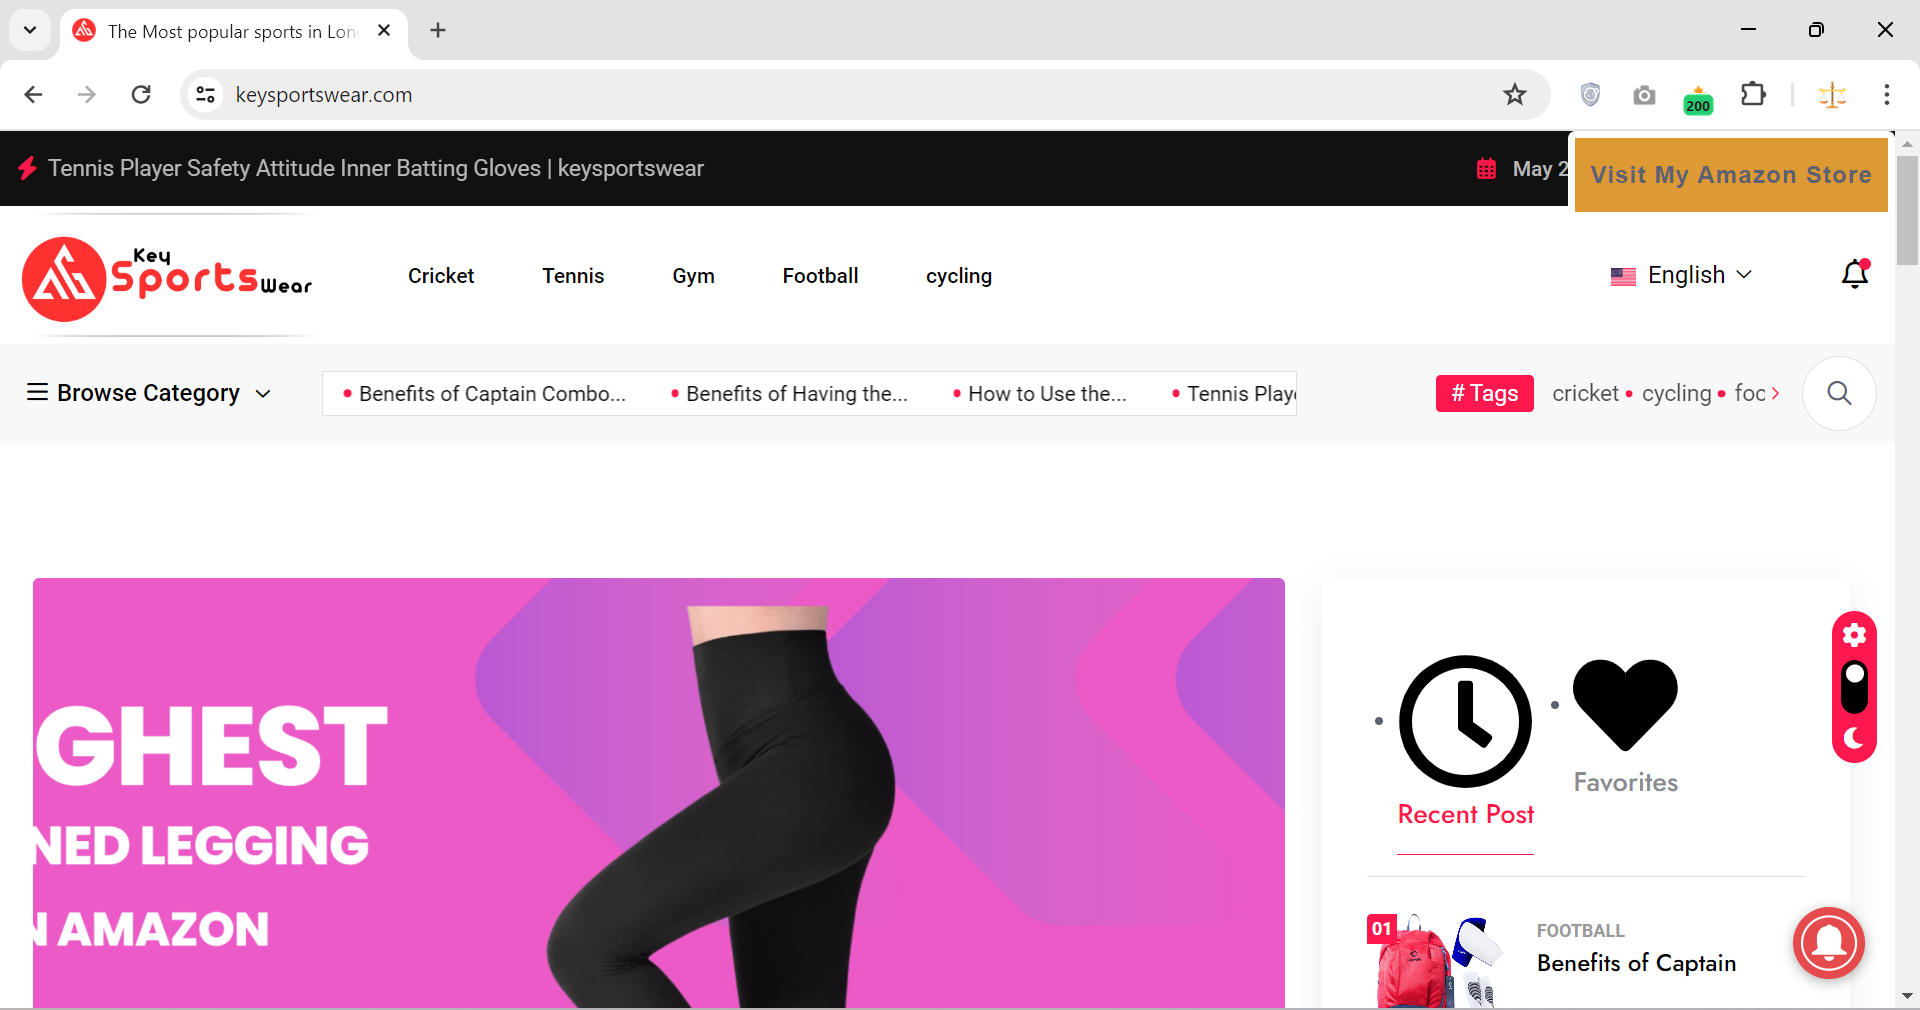 The Most popular sports in Lon
keysportswear.com
200
Tennis Player Safety Attitude Inner Batting Gloves | keysportswear
May 2
Visit My Amazon Store
Key
Sports Wear
Cricket
Tennis
Gym
Football
cycling
English
Browse Category
Benefits of Captain Combo...
Benefits of Having the...
How to Use the...
Tennis Play
# Tags
cricket
cycling
foc
GHEST
NED LEGGING
N AMAZON
Recent Post
Favorites
01
FOOTBALL
Benefits of Captain